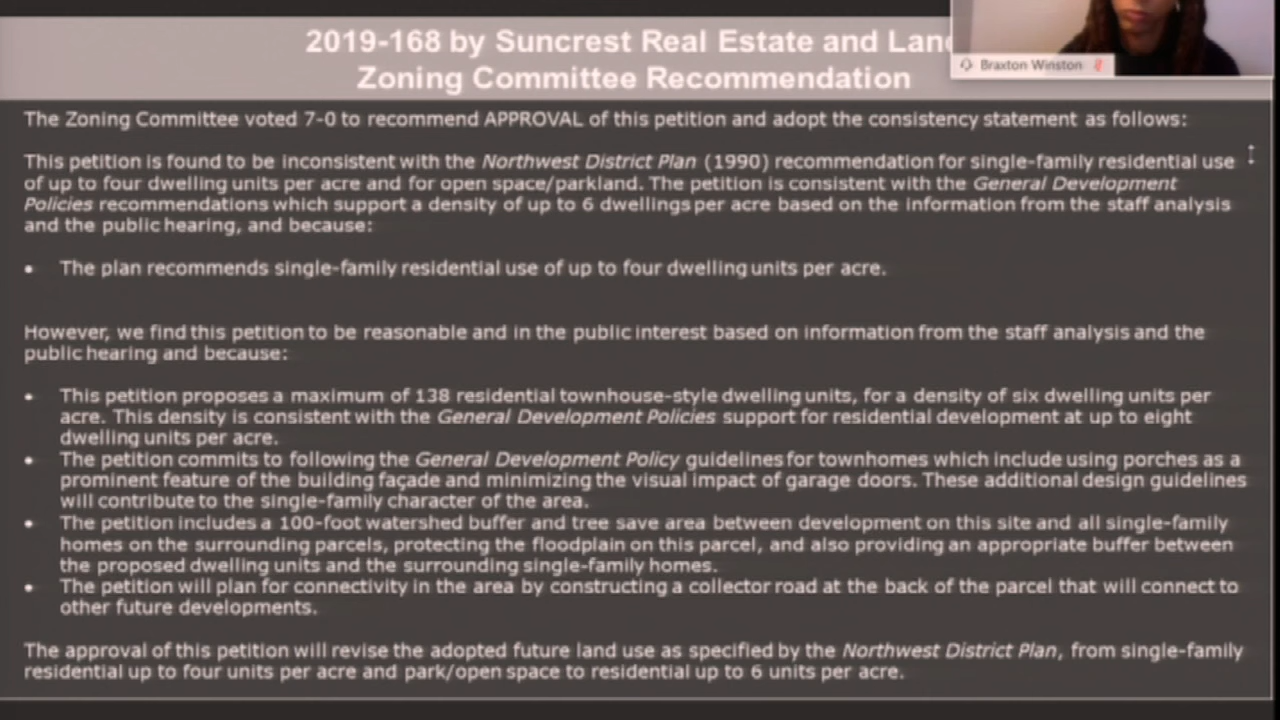 2019-168 by Suncrest Real Estate and Land
Zoning Committee Recommendation
Braxton Winston
The Zoning Committee voted 7-0 to recommend APPROVAL of this petition and adopt the consistency statement as follows:
This petition is found to be inconsistent with the Northwest District Plan (1990) recommendation for single-family residential use
of up to four dwelling units per acre and for open space/parkland. The petition is consistent with the General Development
Policies recommendations which support a density of up to 6 dwellings per acre based on the information from the staff analysis
and the public hearing, and because:
• The plan recommends single-family residential use of up to four dwelling units per acre.
However, we find this petition to be reasonable and in the public interest based on information from the staff analysis and the
public hearing and because:
• This petition proposes a maximum of 138 residential townhouse-style dwelling units, for a density of six dwelling units per
acre. This density is consistent with the General Development Policies support for residential development at up to eight
dwelling units per acre.
• The petition commits to following the General Development Policy guidelines for townhomes which include using porches as a
prominent feature of the building façade and minimizing the visual impact of garage doors. These additional design guidelines
will contribute to the single-family character of the area.
• The petition includes a 100-foot watershed buffer and tree save area between development on this site and all single-family
homes on the surrounding parcels, protecting the floodplain on this parcel, and also providing an appropriate buffer between
the proposed dwelling units and the surrounding single-family homes.
• The petition will plan for connectivity in the area by constructing a collector road at the back of the parcel that will connect to
other future developments.
The approval of this petition will revise the adopted future land use as specified by the Northwest District Plan, from single-family
residential up to four units per acre and park/open space to residential up to 6 units per acre.